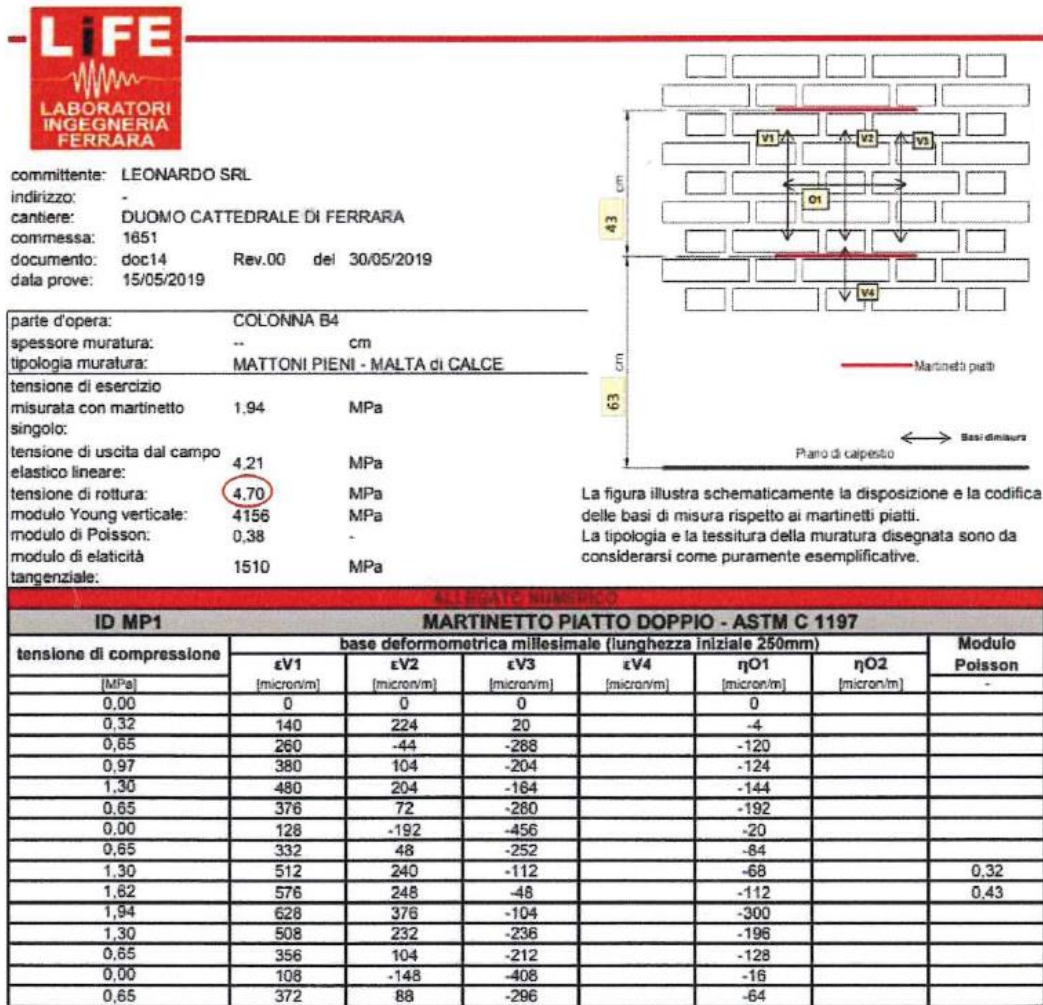 LiFE
LABORATORI
INGEGNERIA
FERRARA
committente: LEONARDO SRL
indirizzo: -
cantiere: DUOMO CATTEDRALE DI FERRARA
commessa: 1651
documento: doc14 Rev.00 del 30/05/2019
data prove: 15/05/2019
V1 V2 V3
O1
43 cm
V4
63 cm
Martinetti piatti
Basi di misura
Piano di calpestio
parte d'opera: COLONNA B4
spessore muratura: -- cm
tipologia muratura: MATTONI PIENI - MALTA di CALCE
tensione di esercizio
misurata con martinetto 1,94 MPa
singolo:
tensione di uscita dal campo
elastico lineare: 4,21 MPa
tensione di rottura: 4,70 MPa
modulo Young verticale: 4156 MPa
modulo di Poisson: 0,38 -
modulo di elaticità
tangenziale: 1510 MPa
La figura illustra schematicamente la disposizione e la codifica
delle basi di misura rispetto ai martinetti piatti.
La tipologia e la tessitura della muratura disegnata sono da
considerarsi come puramente esemplificative.
ALLEGATO NUMERICO
ID MP1 MARTINETTO PIATTO DOPPIO - ASTM C 1197
tensione di compressione base deformometrica millesimale (lunghezza iniziale 250mm) Modulo
εV1 εV2 εV3 εV4 ηO1 ηO2 Poisson
[MPa] [micron/m] [micron/m] [micron/m] [micron/m] [micron/m] [micron/m] -
0,00 0 0 0 0
0,32 140 224 20 -4
0,65 260 -44 -288 -120
0,97 380 104 -204 -124
1,30 480 204 -164 -144
0,65 376 72 -280 -192
0,00 128 -192 -456 -20
0,65 332 48 -252 -84
1,30 512 240 -112 -68 0,32
1,62 576 248 -48 -112 0,43
1,94 628 376 -104 -300
1,30 508 232 -236 -196
0,65 356 104 -212 -128
0,00 108 -148 -408 -16
0,65 372 88 -296 -64